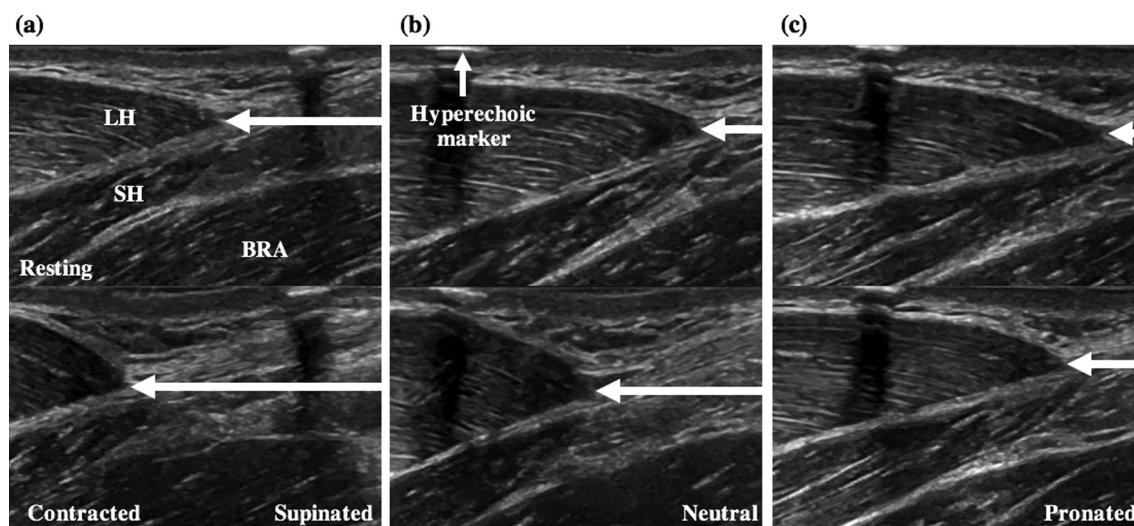 (a)
(b)
(c)
LH
SH
BRA
Resting
Hyperechoic
marker
Contracted
Supinated
Neutral
Pronated